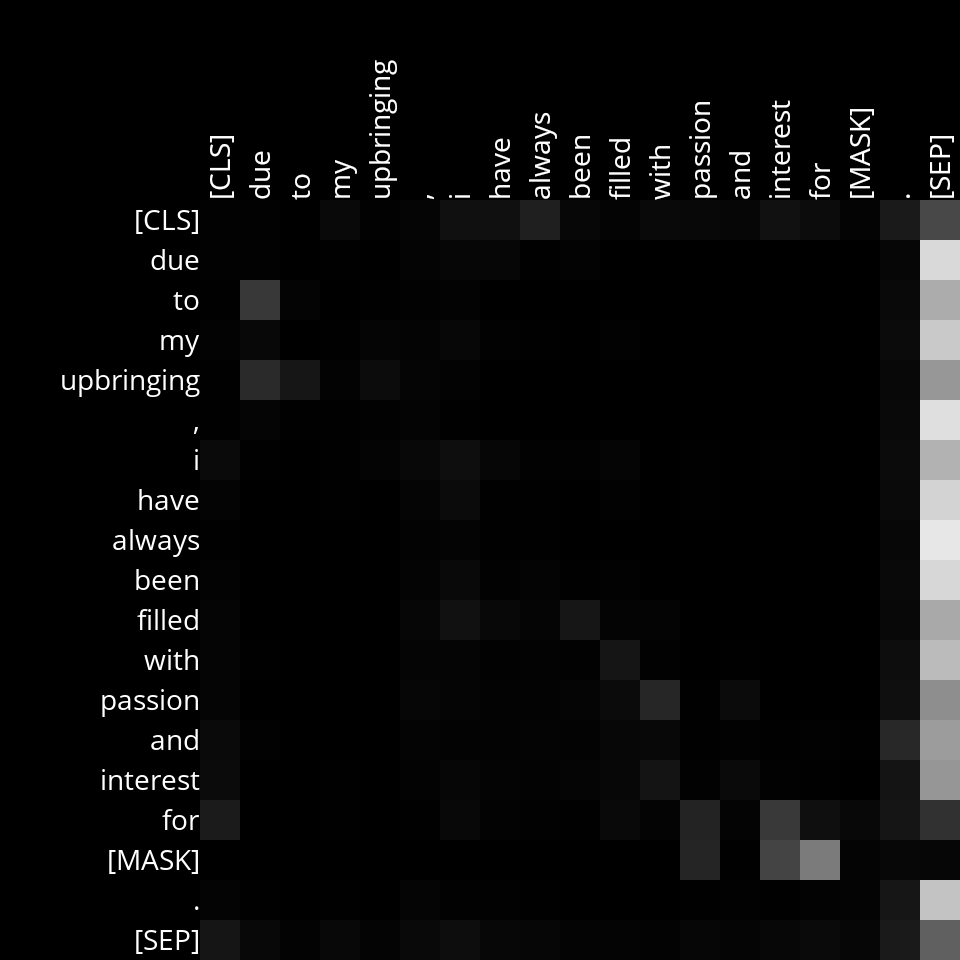 [CLS] due to my upbringing , i have always been filled with passion and interest for [MASK] . [SEP]
[CLS]
due
to
my
upbringing
,
i
have
always
been
filled
with
passion
and
interest
for
[MASK]
.
[SEP]